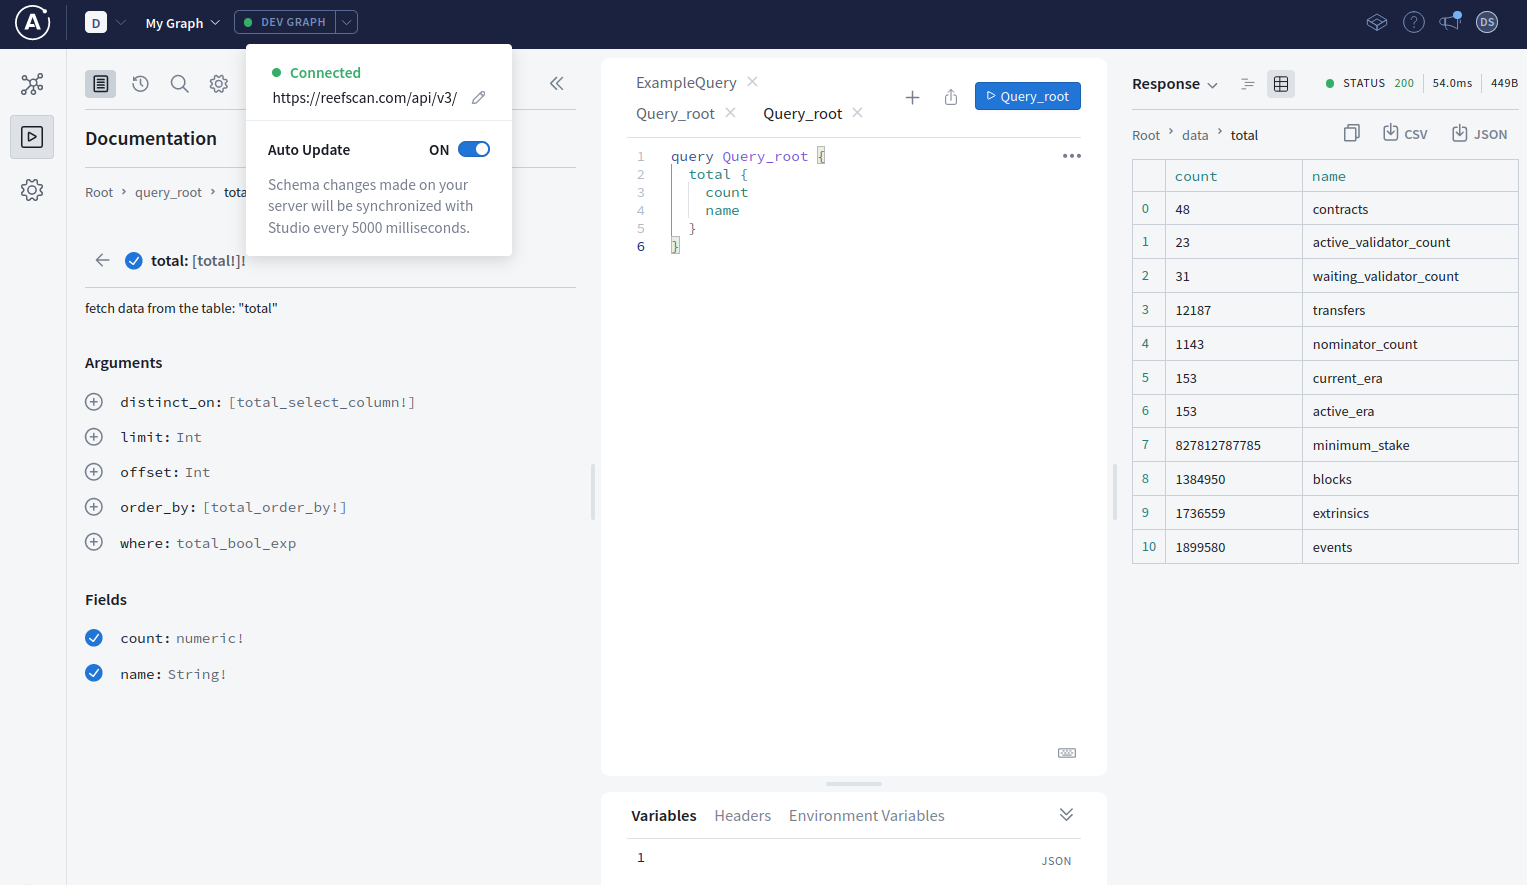 D
My Graph
DEV GRAPH
DS
Connected
https://reefscan.com/api/v3/
Auto Update
ON
Schema changes made on your
server will be synchronized with
Studio every 5000 milliseconds.
Documentation
Root › query_root › tota
total: [total!]!
fetch data from the table: "total"
Arguments
distinct_on: [total_select_column!]
limit: Int
offset: Int
order_by: [total_order_by!]
where: total_bool_exp
Fields
count: numeric!
name: String!
ExampleQuery
Query_root
Query_root
Query_root
1 query Query_root {
2 total {
3 count
4 name
5 }
6 }
Variables
Headers
Environment Variables
1
JSON
Response
STATUS 200
54.0ms
449B
Root › data › total
CSV
JSON
count name
0 48 contracts
1 23 active_validator_count
2 31 waiting_validator_count
3 12187 transfers
4 1143 nominator_count
5 153 current_era
6 153 active_era
7 827812787785 minimum_stake
8 1384950 blocks
9 1736559 extrinsics
10 1899580 events